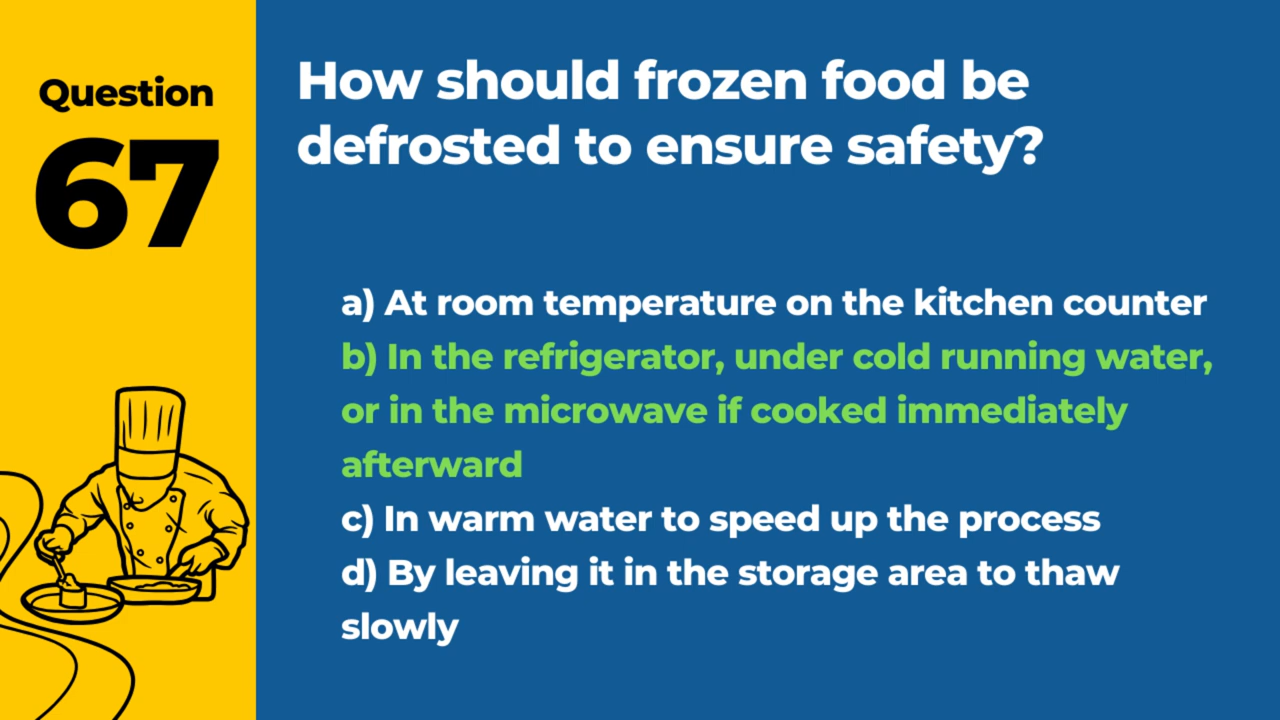 Question
67
How should frozen food be
defrosted to ensure safety?
a) At room temperature on the kitchen counter
b) In the refrigerator, under cold running water,
or in the microwave if cooked immediately
afterward
c) In warm water to speed up the process
d) By leaving it in the storage area to thaw
slowly